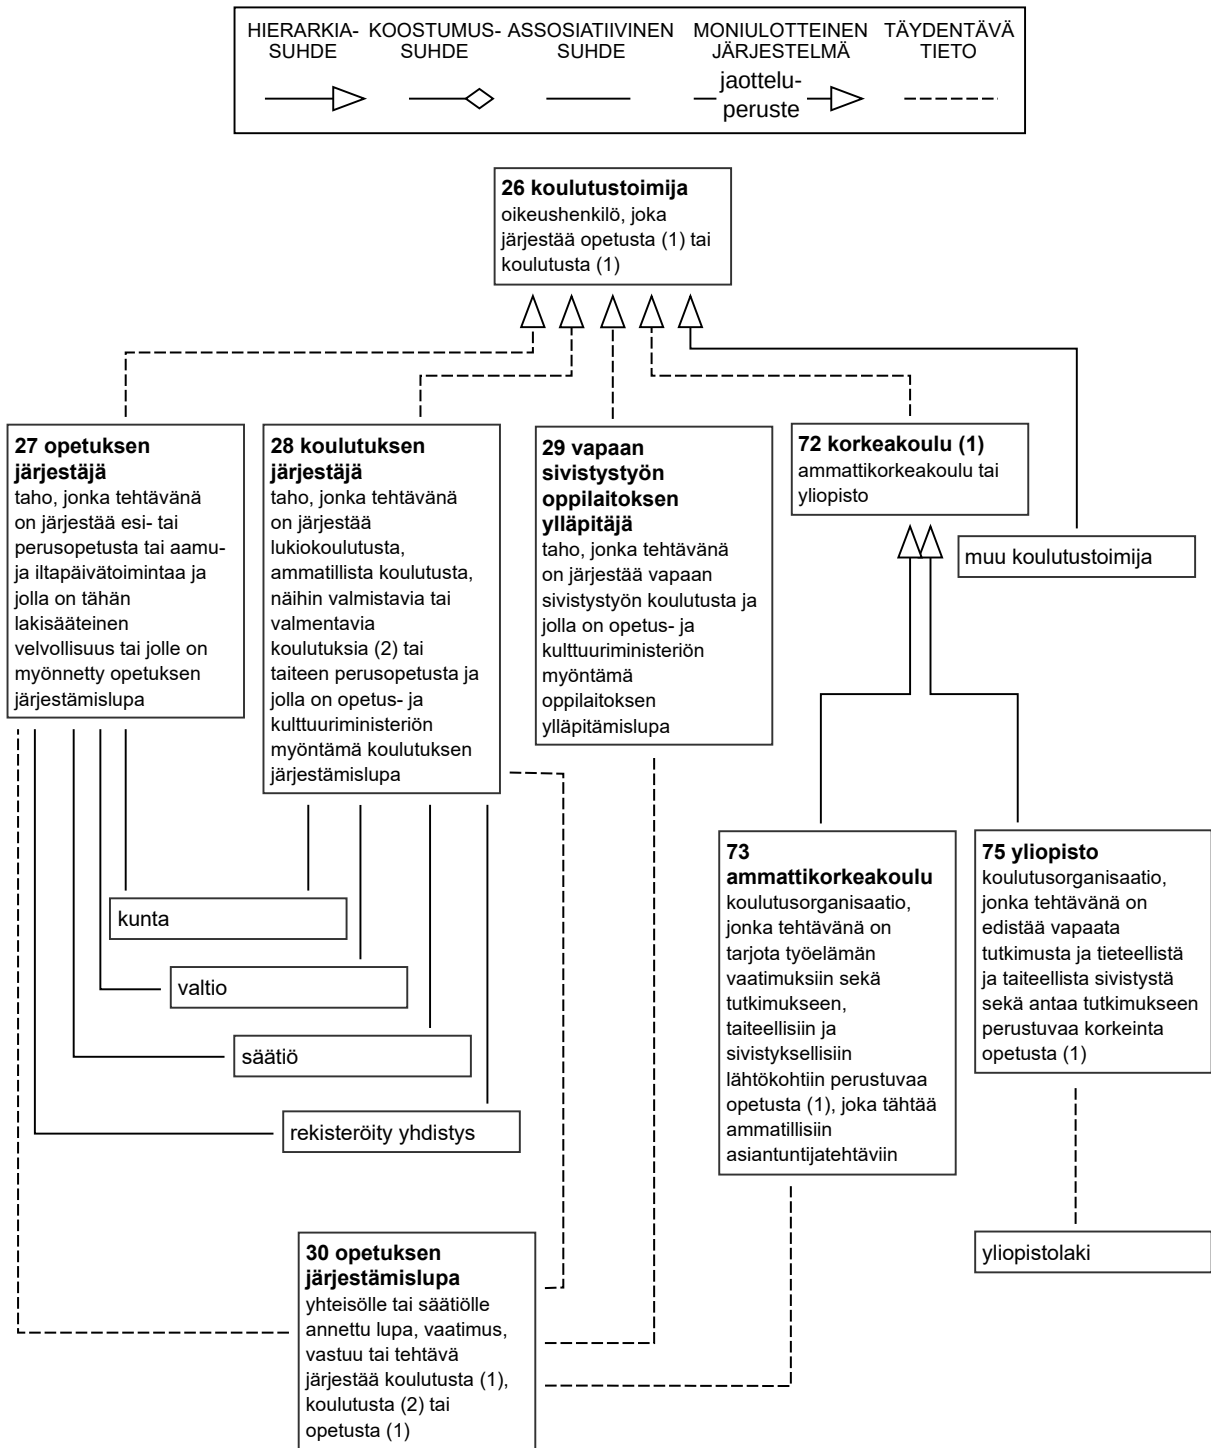 HIERARKIA-
SUHDE
KOOSTUMUS-
SUHDE
ASSOSIATIIVINEN
SUHDE
MONIULOTTEINEN
JÄRJESTELMÄ
TÄYDENTÄVÄ
TIETO
jaottelu-
peruste
26 koulutustoimija
oikeushenkilö, joka
järjestää opetusta (1) tai
koulutusta (1)
27 opetuksen
järjestäjä
taho, jonka tehtävänä
on järjestää esi- tai
perusopetusta tai aamu-
ja iltapäivätoimintaa ja
jolla on tähän
lakisääteinen
velvollisuus tai jolle on
myönnetty opetuksen
järjestämislupa
28 koulutuksen
järjestäjä
taho, jonka tehtävänä
on järjestää
lukiokoulutusta,
ammatillista koulutusta,
näihin valmistavia tai
valmentavia
koulutuksia (2) tai
taiteen perusopetusta ja
jolla on opetus- ja
kulttuuriministeriön
myöntämä koulutuksen
järjestämislupa
29 vapaan
sivistystyön
oppilaitoksen
ylläpitäjä
taho, jonka tehtävänä
on järjestää vapaan
sivistystyön koulutusta ja
jolla on opetus- ja
kulttuuriministeriön
myöntämä
oppilaitoksen
ylläpitämislupa
72 korkeakoulu (1)
ammattikorkeakoulu tai
yliopisto
muu koulutustoimija
73
ammattikorkeakoulu
koulutusorganisaatio,
jonka tehtävänä on
tarjota työelämän
vaatimuksiin sekä
tutkimukseen,
taiteellisiin ja
sivistyksellisiin
lähtökohtiin perustuvaa
opetusta (1), joka tähtää
ammatillisiin
asiantuntijatehtäviin
75 yliopisto
koulutusorganisaatio,
jonka tehtävänä on
edistää vapaata
tutkimusta ja tieteellistä
ja taiteellista sivistystä
sekä antaa tutkimukseen
perustuvaa korkeinta
opetusta (1)
kunta
valtio
säätiö
rekisteröity yhdistys
30 opetuksen
järjestämislupa
yhteisölle tai säätiölle
annettu lupa, vaatimus,
vastuu tai tehtävä
järjestää koulutusta (1),
koulutusta (2) tai
opetusta (1)
yliopistolaki